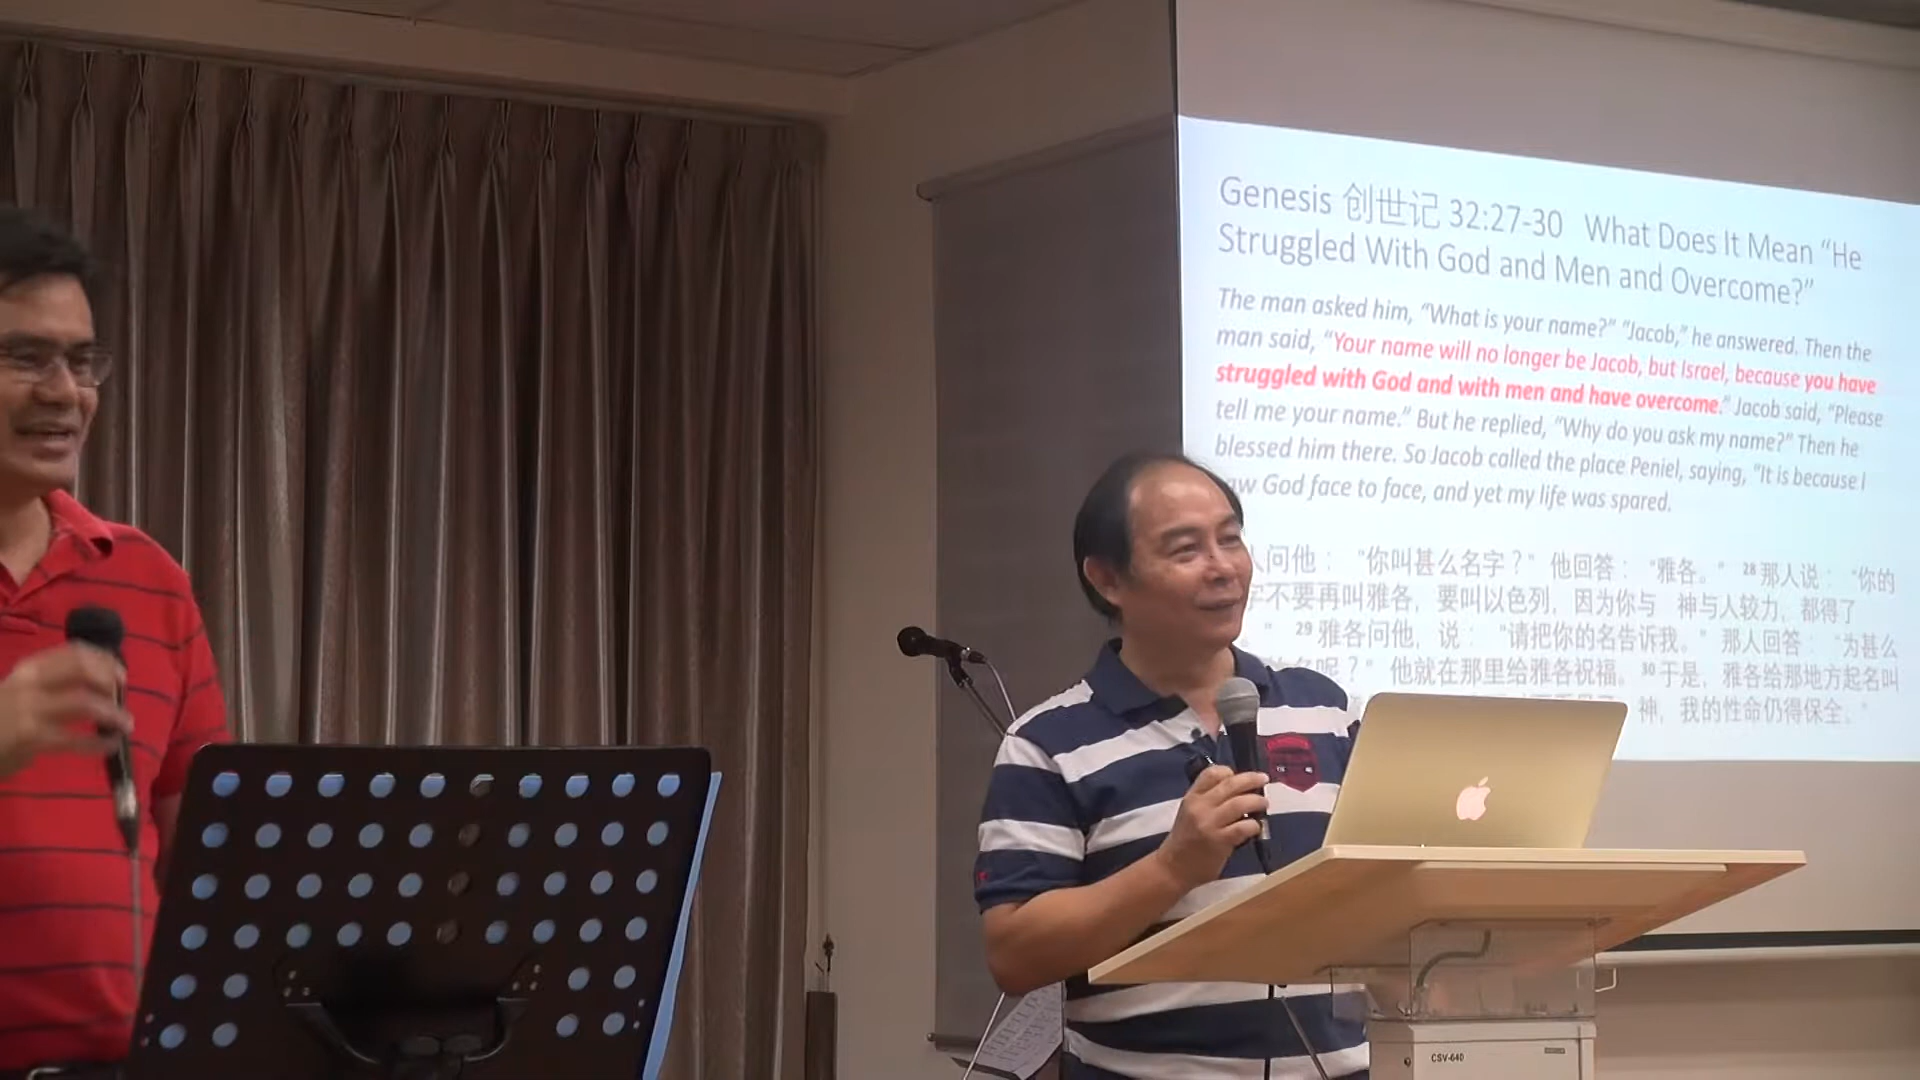 Genesis 创世记 32:27-30 What Does It Mean “He
Struggled With God and Men and Overcome?”
The man asked him, “What is your name?” “Jacob,” he answered. Then the
man said, “Your name will no longer be Jacob, but Israel, because you have
struggled with God and with men and have overcome.” Jacob said, “Please
tell me your name.” But he replied, “Why do you ask my name?” Then he
blessed him there. So Jacob called the place Peniel, saying, “It is because I
God face to face, and yet my life was spared.
人问他：“你叫甚么名字？” 他回答：“雅各。” 28 那人说：“你的
字不要再叫雅各，要叫以色列，因为你与 神与人较力，都得了
。” 29 雅各问他，说：“请把你的名告诉我。” 那人回答：“为甚么
名呢？” 他就在那里给雅各祝福。30 于是，雅各给那地方起名叫
神，我的性命仍得保全。”
CSV-640